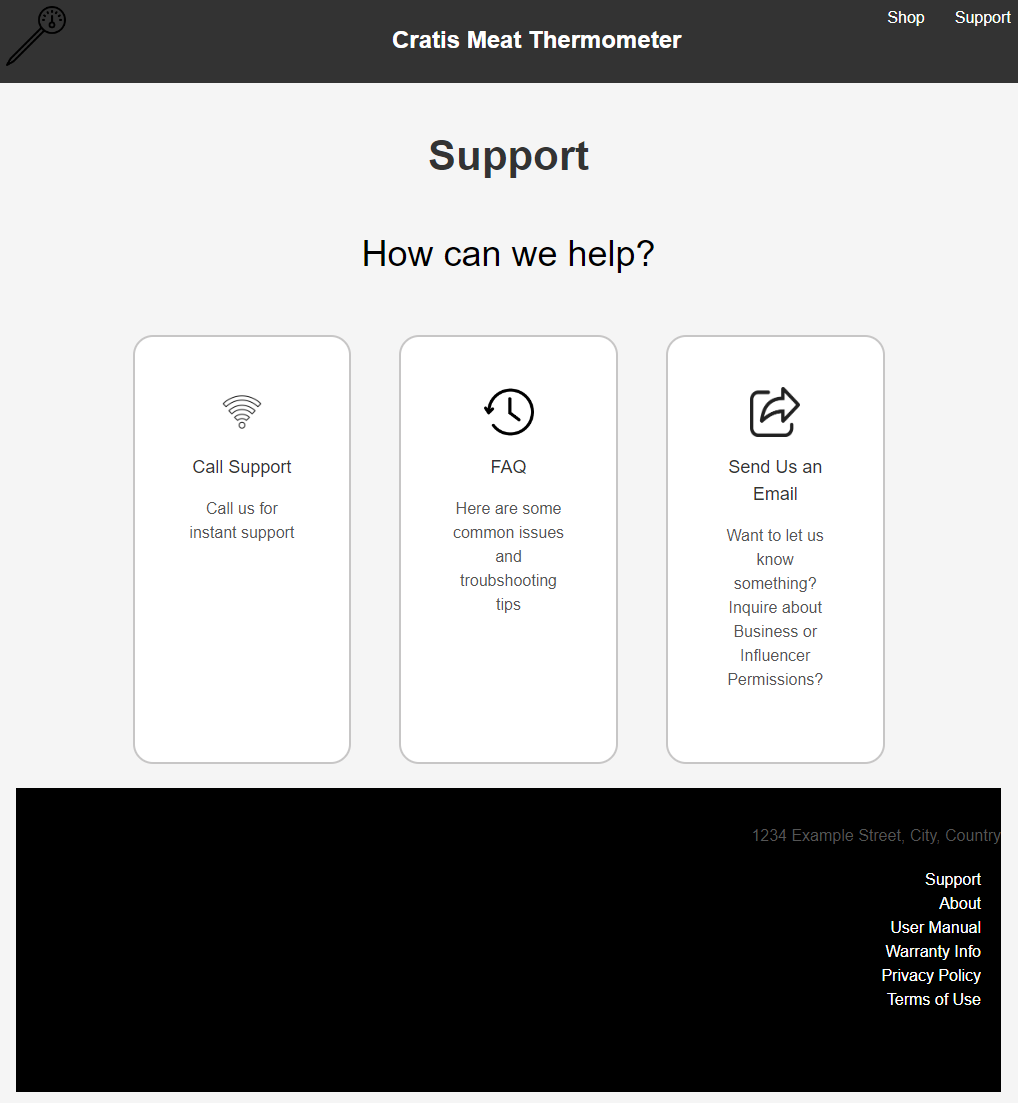 Cratis Meat Thermometer
Shop
Support
Support
How can we help?
Call Support
Call us for
instant support
FAQ
Here are some
common issues
and
troubshooting
tips
Send Us an
Email
Want to let us
know
something?
Inquire about
Business or
Influencer
Permissions?
1234 Example Street, City, Country
Support
About
User Manual
Warranty Info
Privacy Policy
Terms of Use